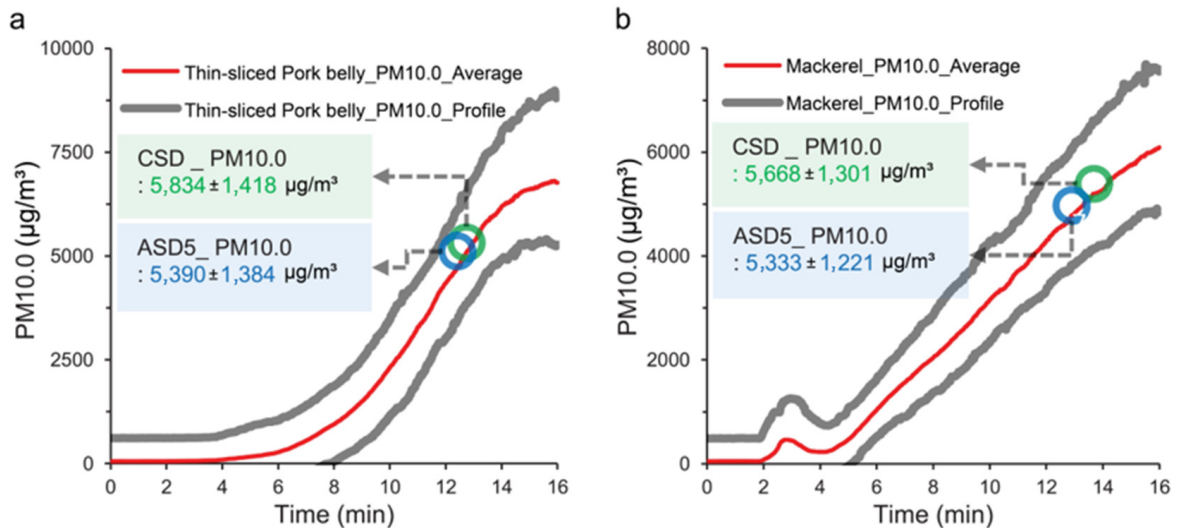 a
10000
7500
5000
2500
0
PM10.0 (µg/m³)
Thin-sliced Pork belly_PM10.0_Average
Thin-sliced Pork belly_PM10.0_Profile
CSD _ PM10.0
: 5,834 ± 1,418 µg/m³
ASD5_ PM10.0
: 5,390 ± 1,384 µg/m³
0 2 4 6 8 10 12 14 16
Time (min)
b
8000
6000
4000
2000
0
PM10.0 (µg/m³)
Mackerel_PM10.0_Average
Mackerel_PM10.0_Profile
CSD _ PM10.0
: 5,668 ± 1,301 µg/m³
ASD5_ PM10.0
: 5,333 ± 1,221 µg/m³
0 2 4 6 8 10 12 14 16
Time (min)